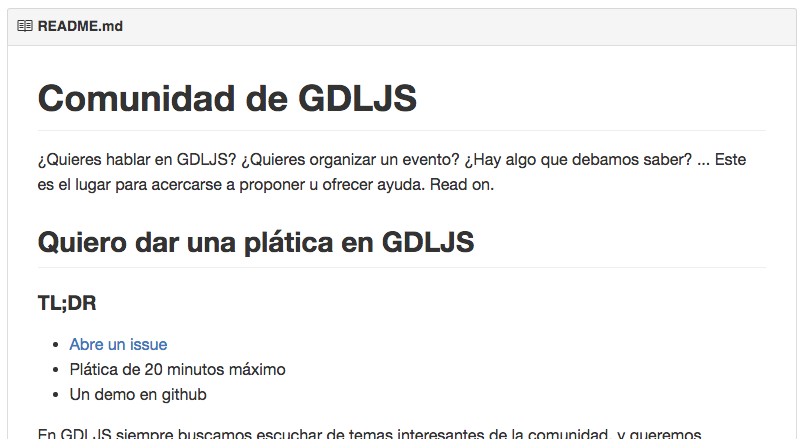 README.md
Comunidad de GDLJS
¿Quieres hablar en GDLJS? ¿Quieres organizar un evento? ¿Hay algo que debamos saber? ... Este
es el lugar para acercarse a proponer u ofrecer ayuda. Read on.
Quiero dar una plática en GDLJS
TL;DR
Abre un issue
Plática de 20 minutos máximo
Un demo en github
En GDLJS siempre buscamos escuchar de temas interesantes de la comunidad, y queremos